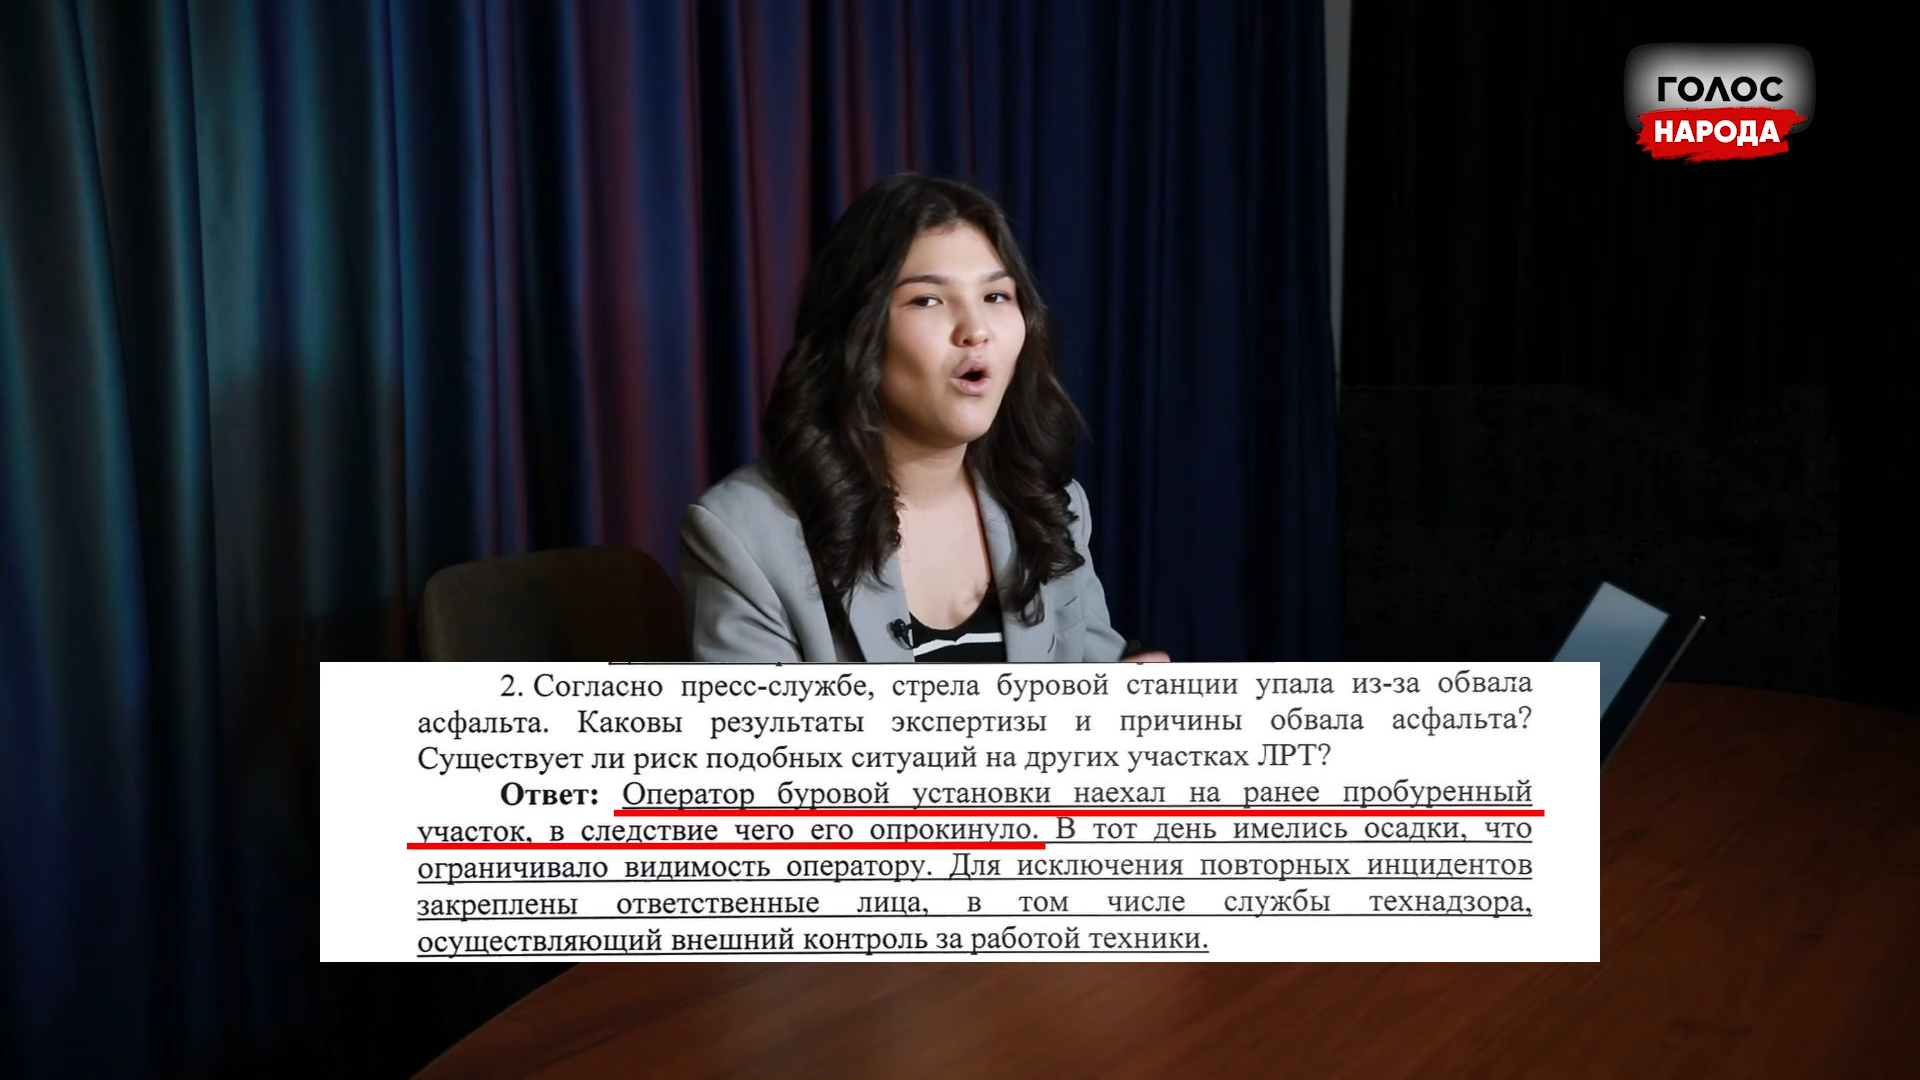 ГОЛОС
НАРОДА
2. Согласно пресс-службе, стрела буровой станции упала из-за обвала
асфальта. Каковы результаты экспертизы и причины обвала асфальта?
Существует ли риск подобных ситуаций на других участках ЛРТ?
Ответ: Оператор буровой установки наехал на ранее пробуренный
участок, в следствие чего его опрокинуло. В тот день имелись осадки, что
ограничивало видимость оператору. Для исключения повторных инцидентов
закреплены ответственные лица, в том числе службы технадзора,
осуществляющий внешний контроль за работой техники.